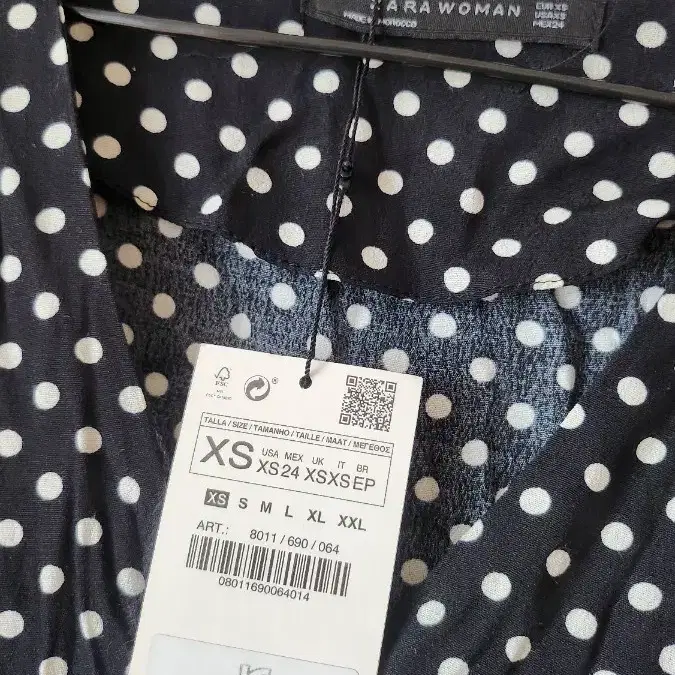 ZARA WOMAN
MADE IN MOROCCO
EUR XS
USA XS
MEX 24
FSC
TALLA / SIZE / TAMANHO / TAILLE / MAAT / ΜΕΓΕΘΟΣ
XS
USA MEX UK IT BR
XS 24 XS XS EP
XS S M L XL XXL
ART.: 8011 / 690 / 064
08011690064014